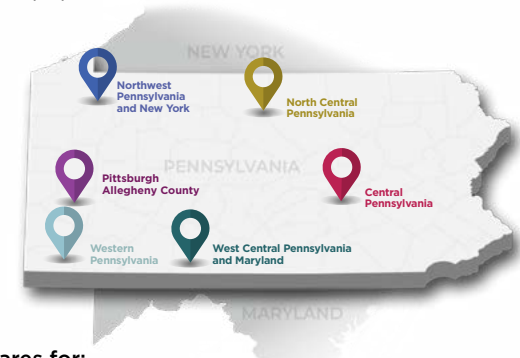 NEW YORK
Northwest
Pennsylvania
and New York
North Central
Pennsylvania
PENNSYLVANIA
Pittsburgh
Allegheny County
Central
Pennsylvania
Western
Pennsylvania
West Central Pennsylvania
and Maryland
MARYLAND
for: